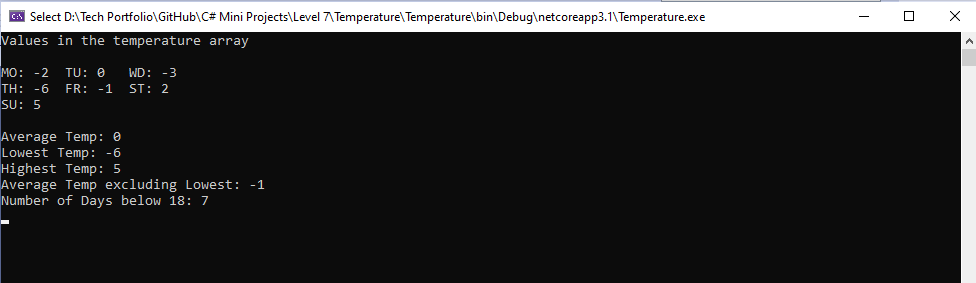 Select D:\Tech Portfolio\GitHub\C# Mini Projects\Level 7\Temperature\Temperature\bin\Debug\netcoreapp3.1\Temperature.exe
Values in the temperature array
MO: -2  TU: 0   WD: -3
TH: -6  FR: -1  ST: 2
SU: 5
Average Temp: 0
Lowest Temp: -6
Highest Temp: 5
Average Temp excluding Lowest: -1
Number of Days below 18: 7